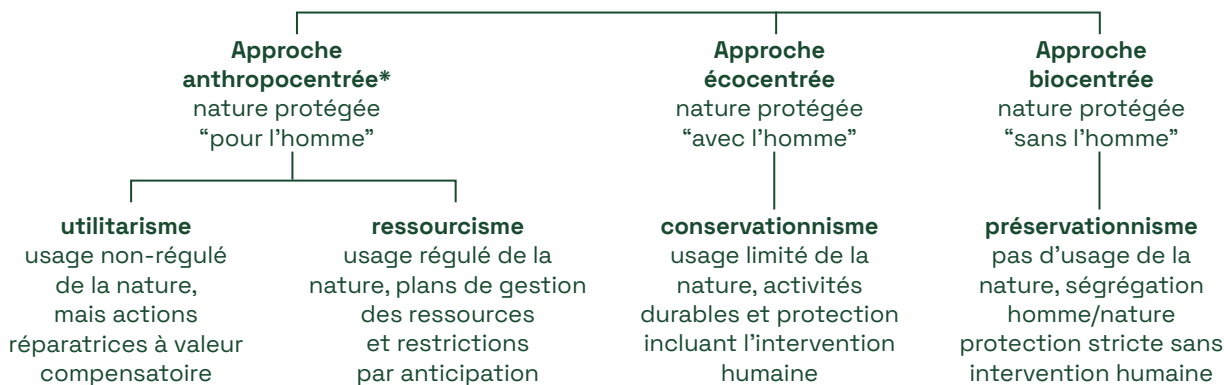 Approche
anthropocentrée*
nature protégée
“pour l’homme”
Approche
écocentrée
nature protégée
“avec l’homme”
Approche
biocentrée
nature protégée
“sans l’homme”
utilitarisme
usage non-régulé
de la nature,
mais actions
réparatrices à valeur
compensatoire
ressourcisme
usage régulé de la
nature, plans de gestion
des ressources
et restrictions
par anticipation
conservationnisme
usage limité de la
nature, activités
durables et protection
incluant l’intervention
humaine
préservationnisme
pas d’usage de la
nature, ségrégation
homme/nature
protection stricte sans
intervention humaine